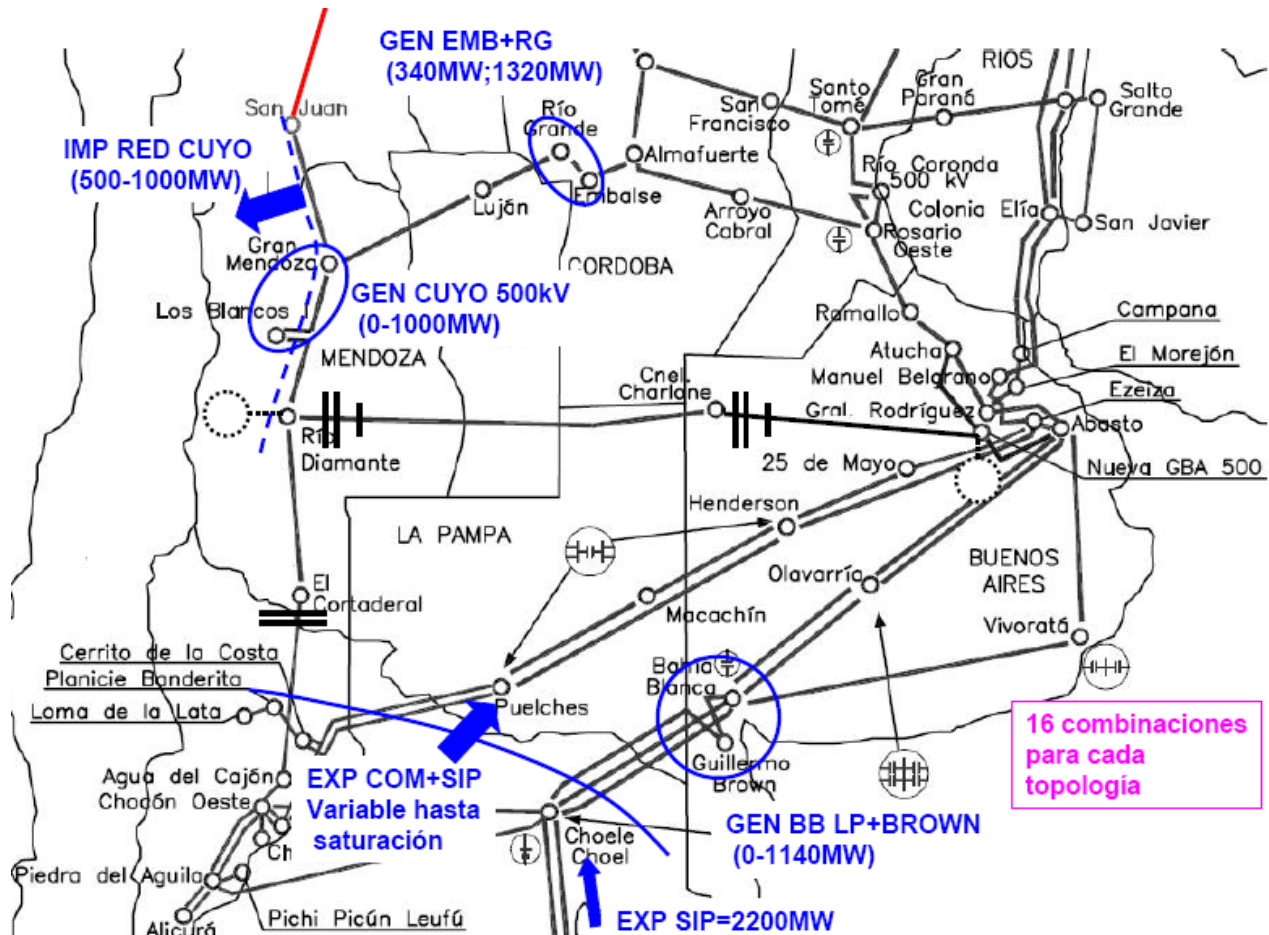 GEN EMB+RG
(340MW;1320MW)
RIOS
San Juan
Río
Grande
San
Francisco
Santo
Tomé
Gran
Paraná
Salto
Grande
IMP RED CUYO
(500-1000MW)
Almafuerte
Embalse
Luján
Arroyo
Cabral
Río Coronda
500 kV
Colonia Elía
San Javier
Rosario
Oeste
Gran
Mendoza
CORDOBA
GEN CUYO 500kV
(0-1000MW)
Los Blancos I
MENDOZA
Ramallo
Campana
Atucha
El Morejón
Manuel Belgrano
Ezeiza
Cnel.
Charlone
Gral. Rodríguez
Abasto
Río
Diamante
25 de Mayo
Nueva GBA 500
Henderson
LA PAMPA
Olavarría
BUENOS
AIRES
El
Cortaderal
Macachín
Vivoratá
Cerrito de la Costa
Planicie Banderita
Loma de la Lata
Bahía
Blanca
Puelches
16 combinaciones
para cada
topología
Guillermo
Brown
Agua del Cajón
Chocón Oeste
EXP COM+SIP
Variable hasta
saturación
Ch
Choele
Choel
GEN BB LP+BROWN
(0-1140MW)
Piedra del Aguila
Pichi Picún Leufú
EXP SIP=2200MW
Alicurá